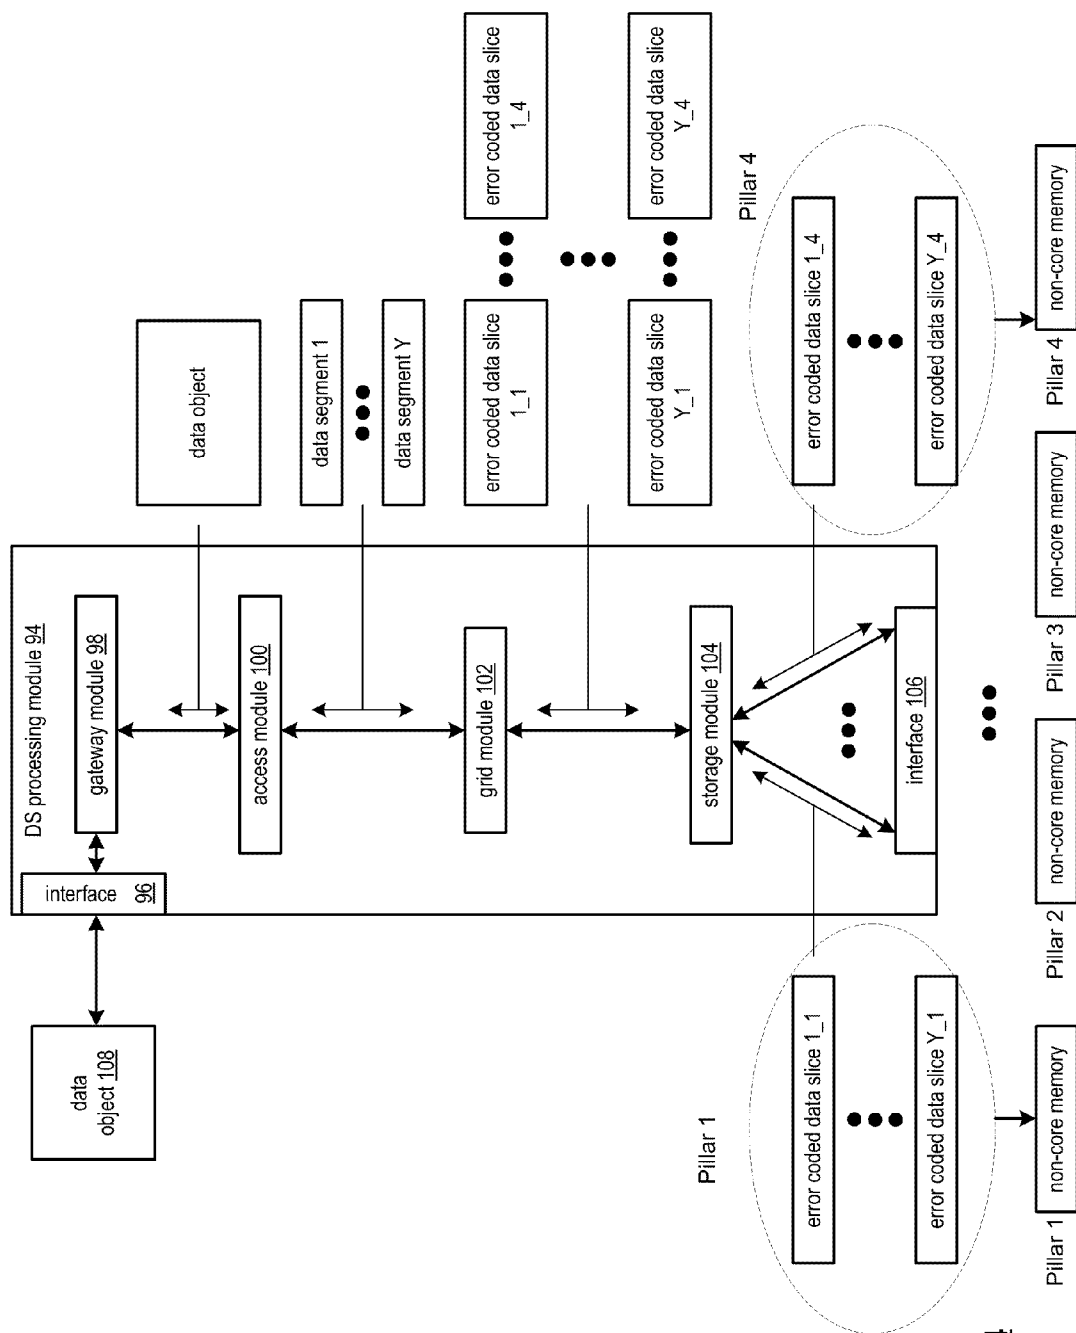 data
object 108
interface 96
DS processing module 94
gateway module 98
access module 100
grid module 102
storage module 104
interface 106
data object
data segment 1
data segment Y
error coded data slice
1_1
error coded data slice
1_4
error coded data slice
Y_1
error coded data slice
Y_4
Pillar 1
error coded data slice 1_1
error coded data slice Y_1
Pillar 4
error coded data slice 1_4
error coded data slice Y_4
Pillar 1
non-core memory
Pillar 2
non-core memory
Pillar 3
non-core memory
Pillar 4
non-core memory